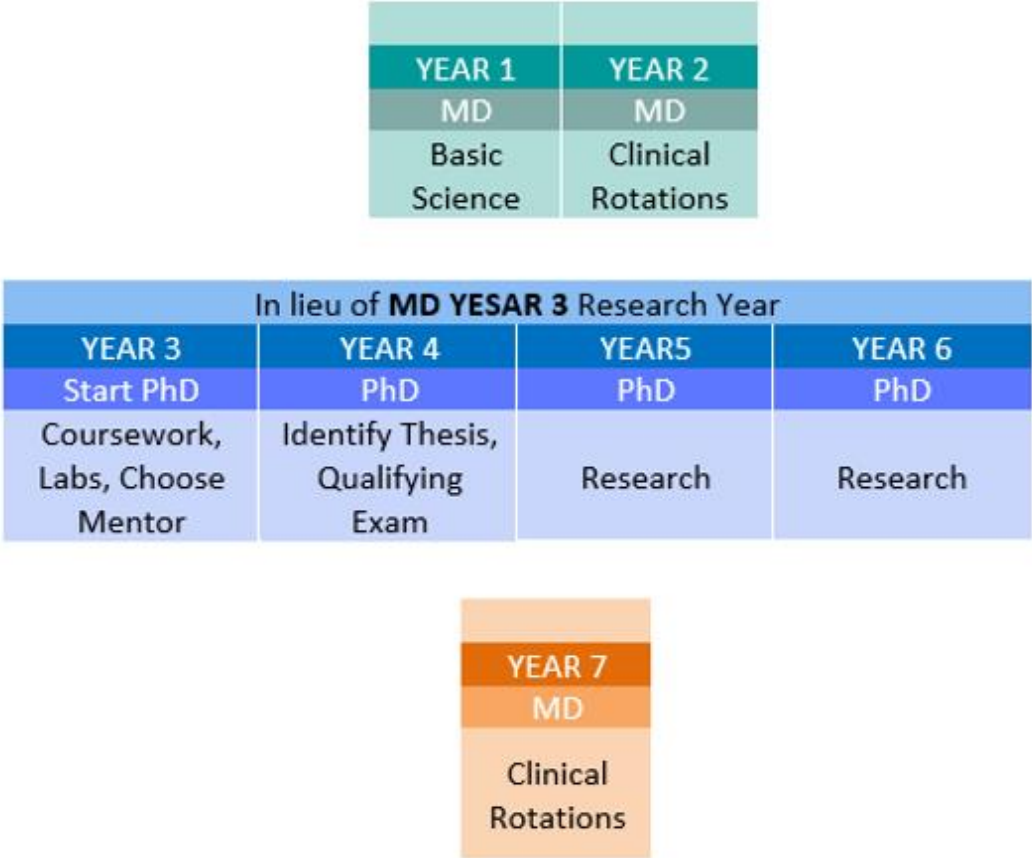 YEAR 1 YEAR 2
MD MD
Basic Clinical
Science Rotations
In lieu of MD YESAR 3 Research Year
YEAR 3 YEAR 4 YEAR5 YEAR 6
Start PhD PhD PhD PhD
Coursework,
Labs, Choose
Mentor
Identify Thesis,
Qualifying
Exam
Research
Research
YEAR 7
MD
Clinical
Rotations